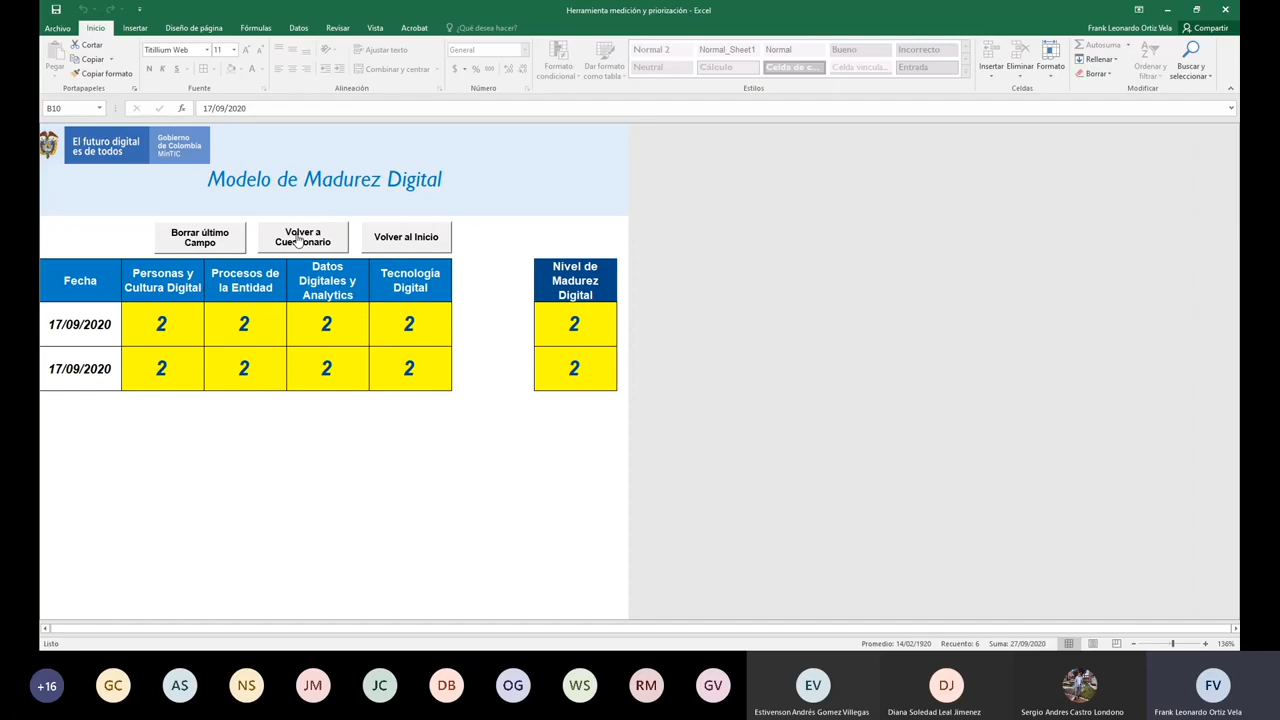 Herramienta medición y priorización - Excel
Archivo Inicio Insertar Diseño de página Fórmulas Datos Revisar Vista Acrobat ¿Qué desea hacer? Frank Leonardo Ortiz Vela Compartir
Pegar
Cortar
Copiar
Copiar formato
Portapapeles
Titillium Web 11
N K S
Fuente
Ajustar texto
Combinar y centrar
Alineación
General
$ % 000
Número
Formato condicional
Dar formato como tabla
Normal 2 Normal_Sheet1 Normal Bueno Incorrecto
Neutral Cálculo Celda de c... Celda vincula... Entrada
Estilos
Insertar Eliminar Formato
Celdas
Autosuma
Rellenar
Borrar
Ordenar y filtrar
Buscar y seleccionar
Modificar
B10 fx 17/09/2020
El futuro digital
es de todos
Gobierno
de Colombia
MinTIC
Modelo de Madurez Digital
Borrar último
Campo
Volver a
Cuestionario
Volver al Inicio
Fecha
Personas y
Cultura Digital
Procesos de
la Entidad
Datos
Digitales y
Analytics
Tecnología
Digital
Nivel de
Madurez
Digital
17/09/2020 2 2 2 2 2
17/09/2020 2 2 2 2 2
Listo Promedio: 14/02/1920 Recuento: 6 Suma: 27/09/2020 136%
+16 GC AS NS JM JC DB OG WS RM GV EV DJ FV
Estivenson Andrés Gomez Villegas Diana Soledad Leal Jimenez Sergio Andres Castro Londono Frank Leonardo Ortiz Vela